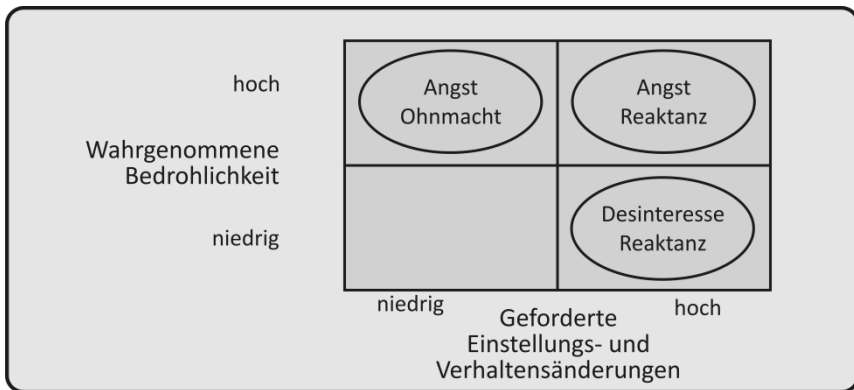 hoch
Angst
Ohnmacht
Angst
Reaktanz
Wahrgenommene
Bedrohlichkeit
niedrig
Desinteresse
Reaktanz
niedrig
hoch
Geforderte
Einstellungs- und
Verhaltensänderungen